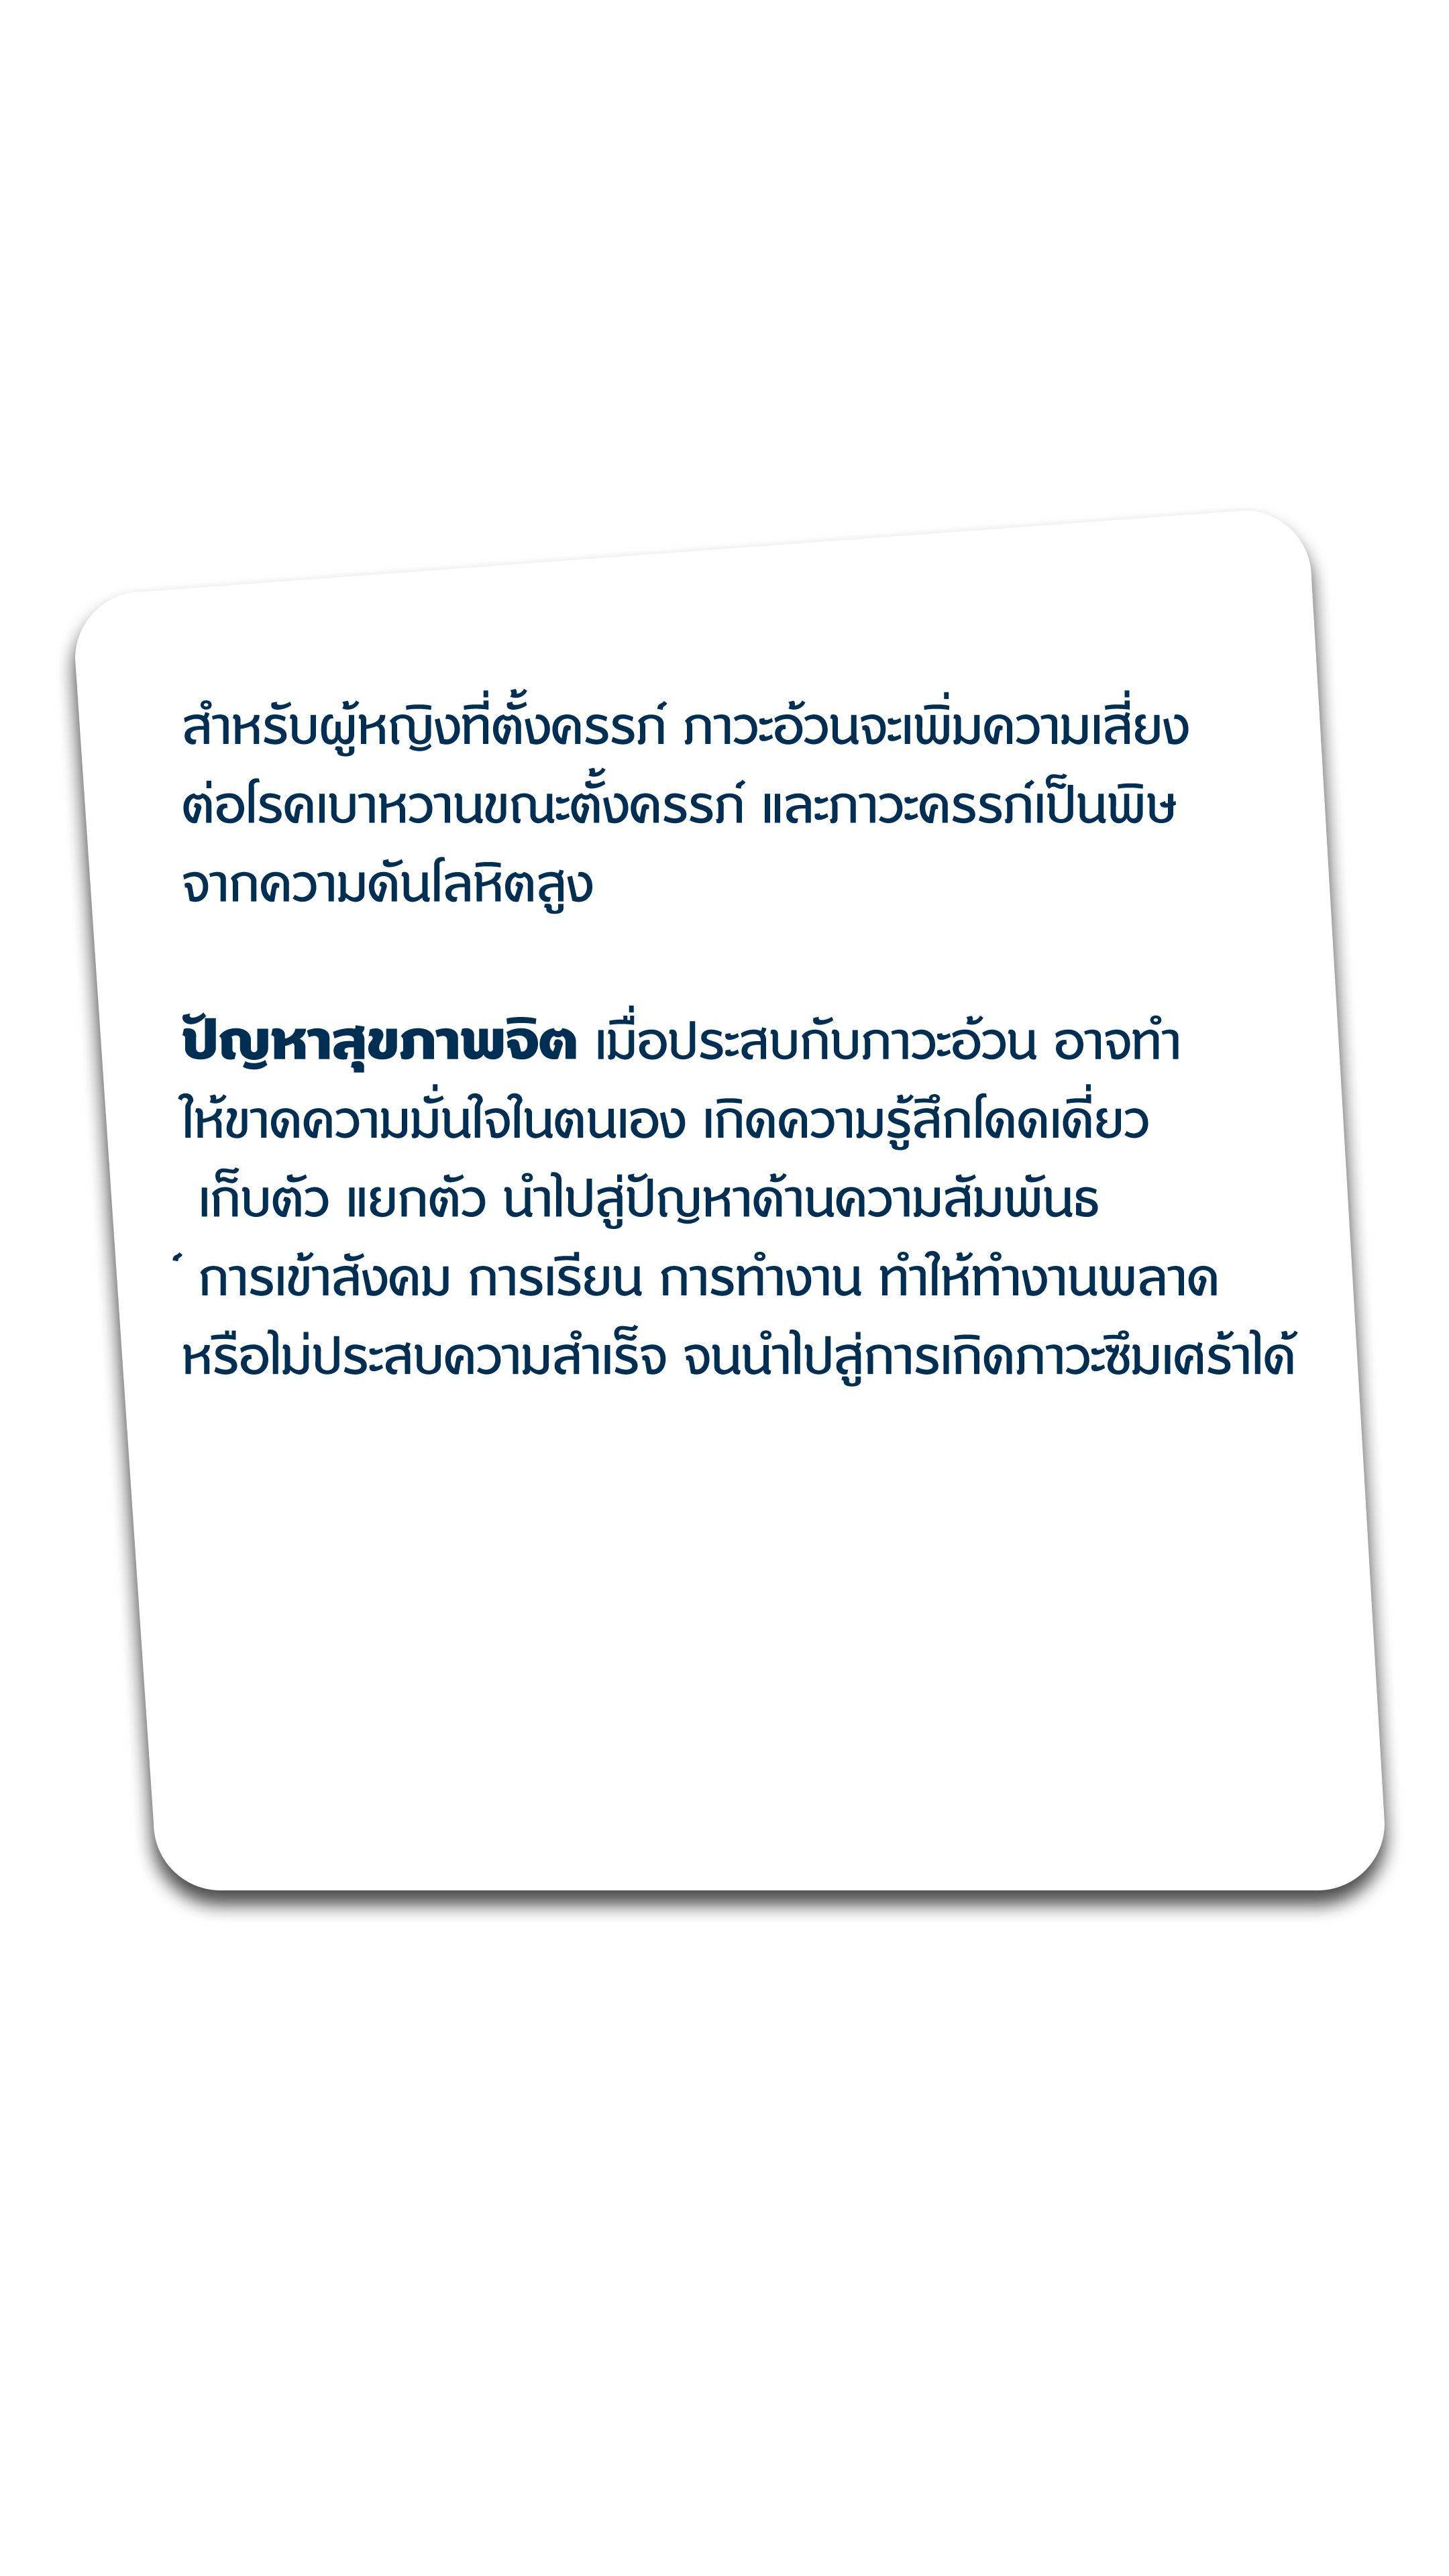 สำหรับผู้หญิงที่ตั้งครรภ์ ภาวะอ้วนจะเพิ่มความเสี่ยง
ต่อโรคเบาหวานขณะตั้งครรภ์ และภาวะครรภ์เป็นพิษ
จากความดันโลหิตสูง
ปัญหาสุขภาพจิต เมื่อประสบกับภาวะอ้วน อาจทำ
ให้ขาดความมั่นใจในตนเอง เกิดความรู้สึกโดดเดี่ยว
เก็บตัว แยกตัว นำไปสู่ปัญหาด้านความสัมพันธ
์ การเข้าสังคม การเรียน การทำงาน ทำให้ทำงานพลาด
หรือไม่ประสบความสำเร็จ จนนำไปสู่การเกิดภาวะซึมเศร้าได้